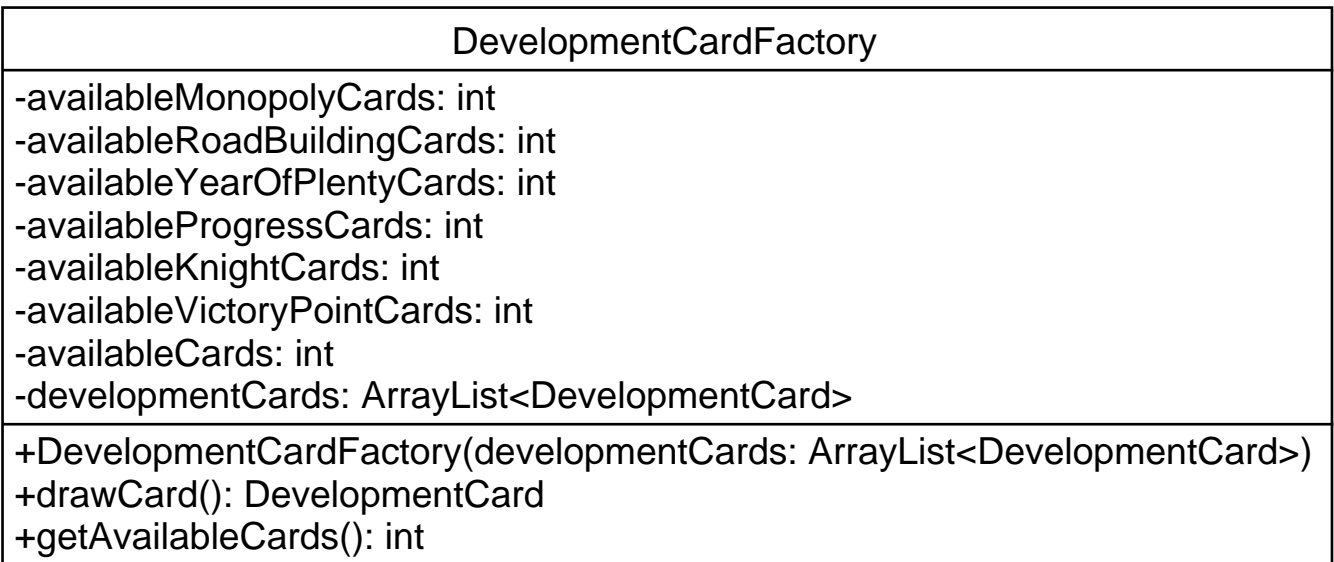 DevelopmentCardFactory
-availableMonopolyCards: int
-availableRoadBuildingCards: int
-availableYearOfPlentyCards: int
-availableProgressCards: int
-availableKnightCards: int
-availableVictoryPointCards: int
-availableCards: int
-developmentCards: ArrayList<DevelopmentCard>
+DevelopmentCardFactory(developmentCards: ArrayList<DevelopmentCard>)
+drawCard(): DevelopmentCard
+getAvailableCards(): int